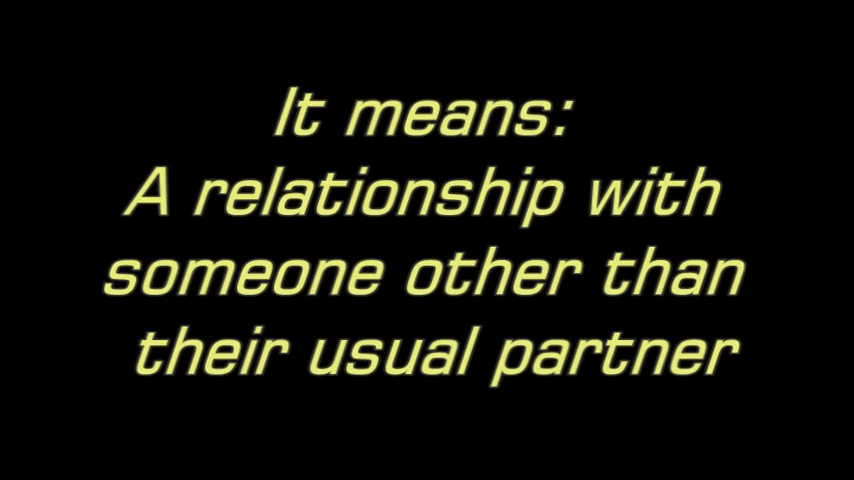 It means:
A relationship with
someone other than
their usual partner